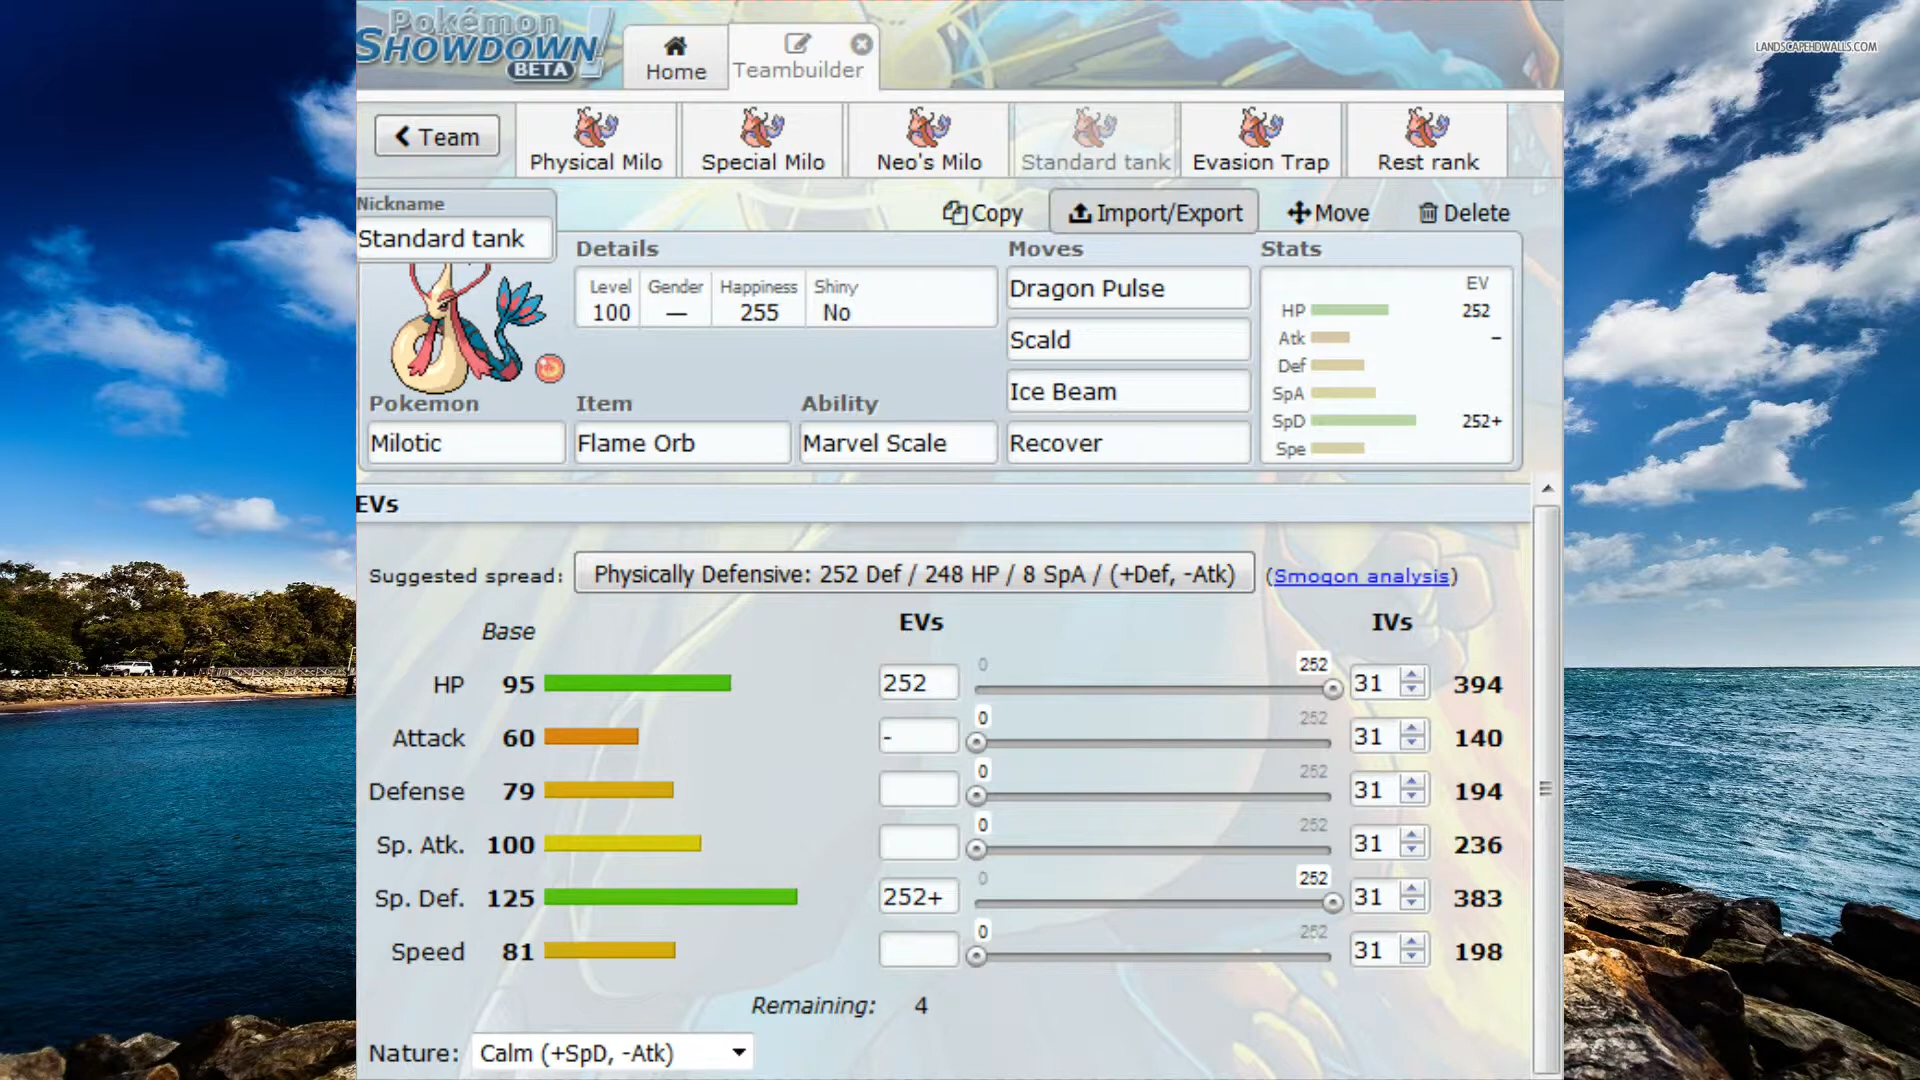 Pokémon
SHOWDOWN!
BETA
Home
Teambuilder
LANDSCAPEHDWALLS.COM
Team
Physical Milo
Special Milo
Neo's Milo
Standard tank
Evasion Trap
Rest rank
Nickname
Standard tank
Copy
Import/Export
Move
Delete
Details
Level Gender Happiness Shiny
100 — 255 No
Pokemon
Milotic
Item
Flame Orb
Ability
Marvel Scale
Moves
Dragon Pulse
Scald
Ice Beam
Recover
Stats
EV
HP 252
Atk -
Def
SpA
SpD 252+
Spe
EVs
Suggested spread: Physically Defensive: 252 Def / 248 HP / 8 SpA / (+Def, -Atk) (Smogon analysis)
Base EVs IVs
0 252
HP 95 252 31 394
0 252
Attack 60 - 31 140
0 252
Defense 79 31 194
0 252
Sp. Atk. 100 31 236
0 252
Sp. Def. 125 252+ 31 383
0 252
Speed 81 31 198
Remaining: 4
Nature: Calm (+SpD, -Atk)